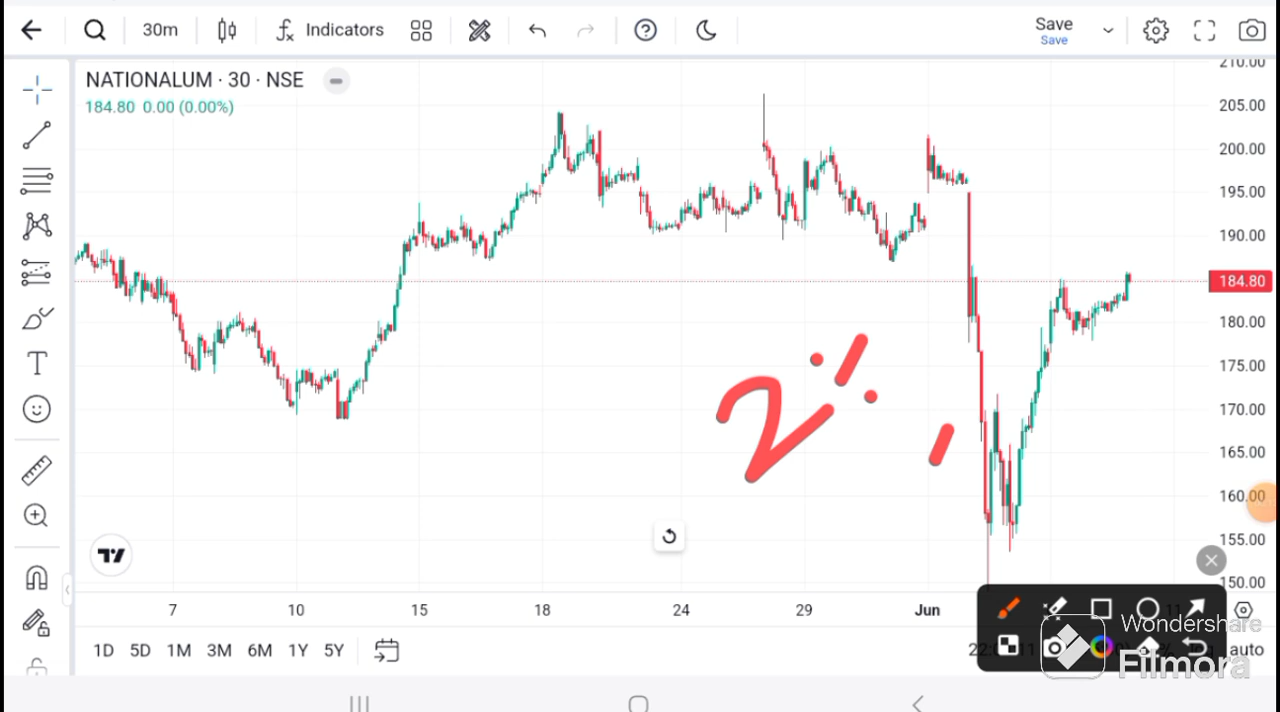 30m
Indicators
Save
Save
NATIONALUM · 30 · NSE
184.80 0.00 (0.00%)
210.00
205.00
200.00
195.00
190.00
184.80
180.00
175.00
170.00
165.00
160.00
155.00
150.00
2%
7 10 15 18 24 29 Jun
1D 5D 1M 3M 6M 1Y 5Y
auto
Wondershare
Filmora